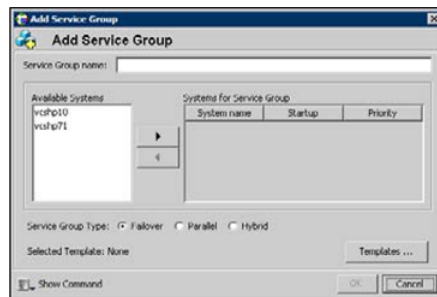 Add Service Group
Add Service Group
Service Group name:
Available Systems
vcshp10
vcshp71
Systems for Service Group
System name Startup Priority
Service Group Type: Failover Parallel Hybrid
Selected Template: None
Templates ...
Show Command
OK Cancel